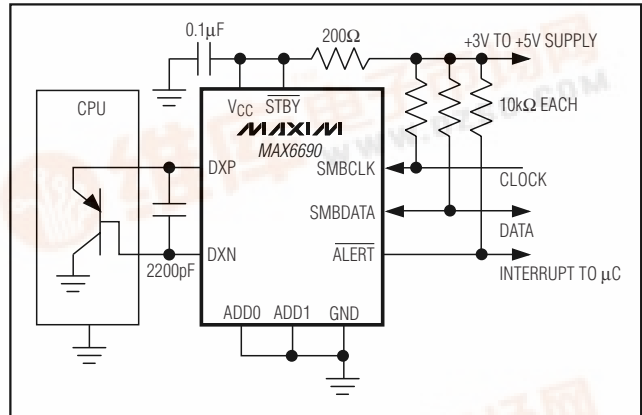 0.1µF
200Ω
+3V TO +5V SUPPLY
CPU
VCC
STBY
10kΩ EACH
MAXIM
MAX6690
DXP
SMBCLK
CLOCK
SMBDATA
DATA
DXN
2200pF
ALERT
INTERRUPT TO µC
ADD0
ADD1
GND